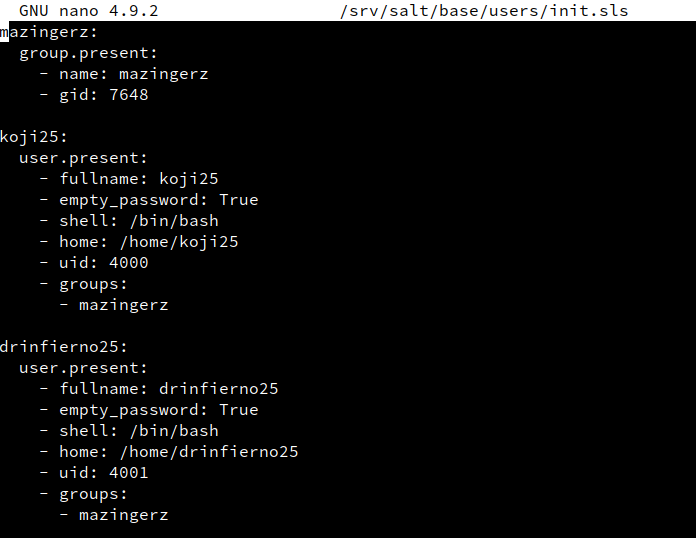 GNU nano 4.9.2 /srv/salt/base/users/init.sls
mazingerz:
  group.present:
    - name: mazingerz
    - gid: 7648

koji25:
  user.present:
    - fullname: koji25
    - empty_password: True
    - shell: /bin/bash
    - home: /home/koji25
    - uid: 4000
    - groups:
      - mazingerz

drinfierno25:
  user.present:
    - fullname: drinfierno25
    - empty_password: True
    - shell: /bin/bash
    - home: /home/drinfierno25
    - uid: 4001
    - groups:
      - mazingerz